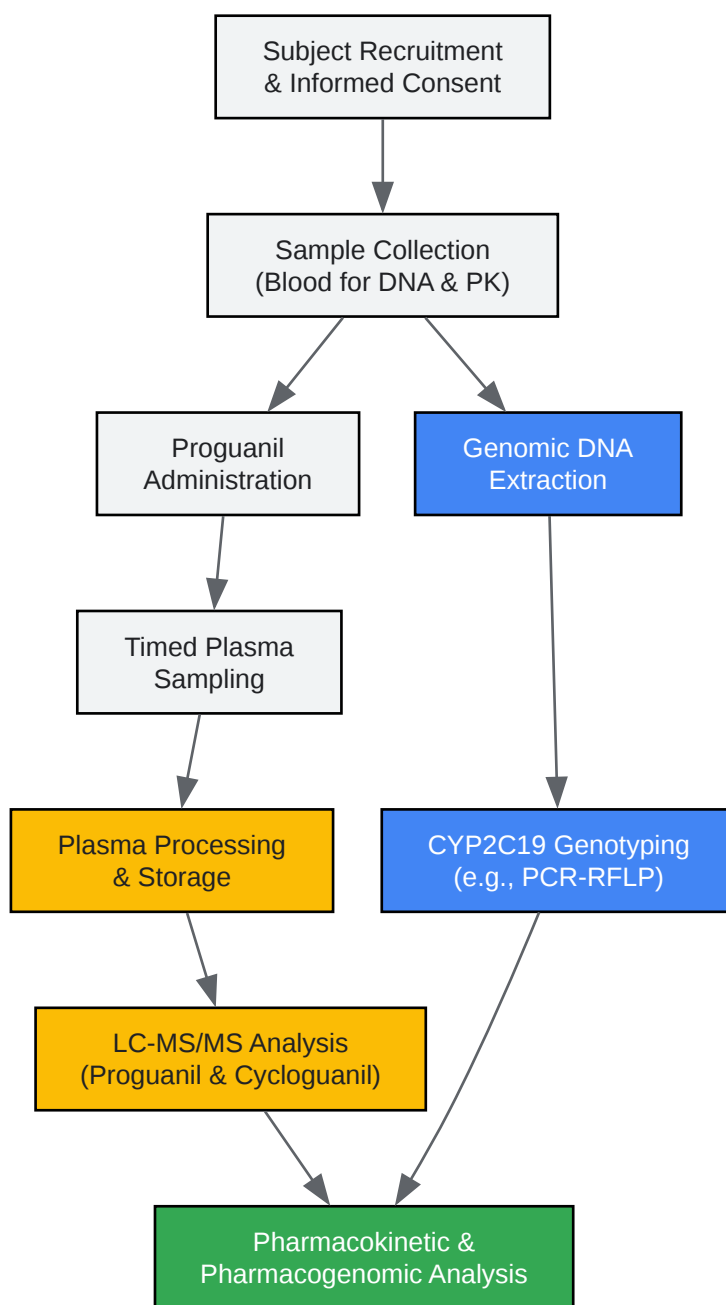 Subject Recruitment
& Informed Consent
Sample Collection
(Blood for DNA & PK)
Proguanil
Administration
Genomic DNA
Extraction
Timed Plasma
Sampling
Plasma Processing
& Storage
CYP2C19 Genotyping
(e.g., PCR-RFLP)
LC-MS/MS Analysis
(Proguanil & Cycloguanil)
Pharmacokinetic &
Pharmacogenomic Analysis